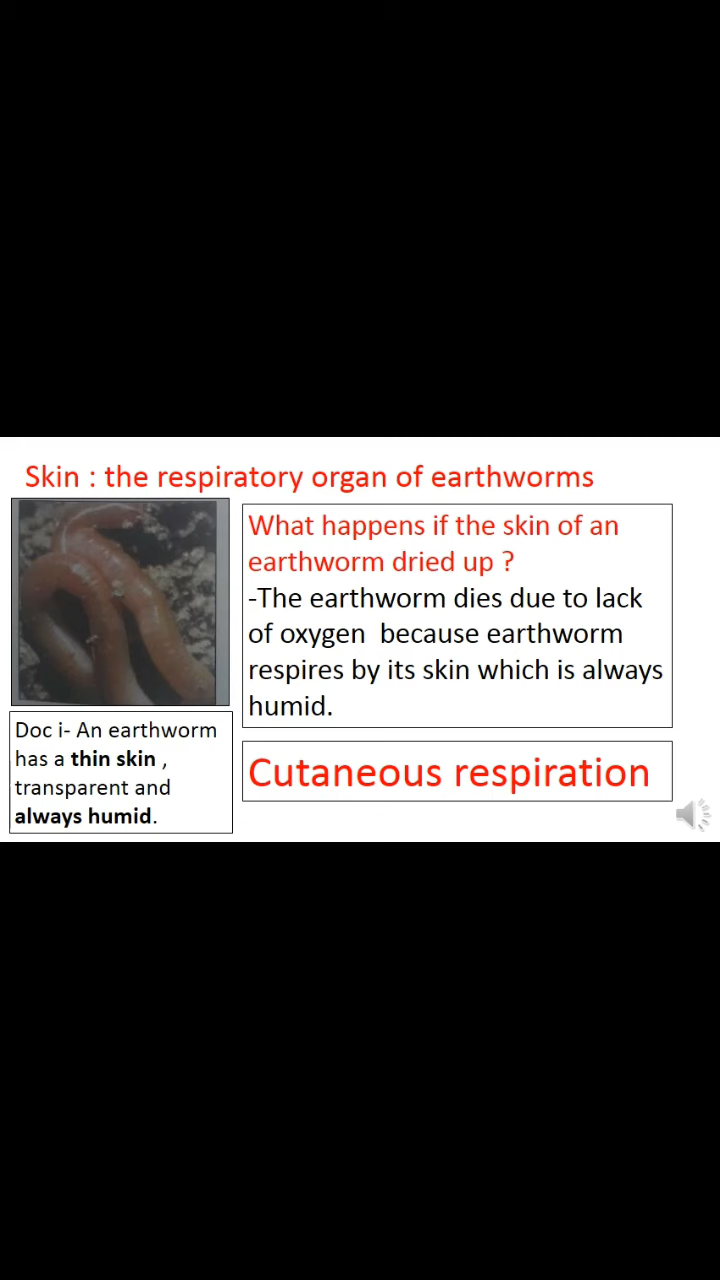 Skin : the respiratory organ of earthworms
What happens if the skin of an
earthworm dried up ?
-The earthworm dies due to lack
of oxygen  because earthworm
respires by its skin which is always
humid.
Doc i- An earthworm
has a thin skin ,
transparent and
always humid.
Cutaneous respiration